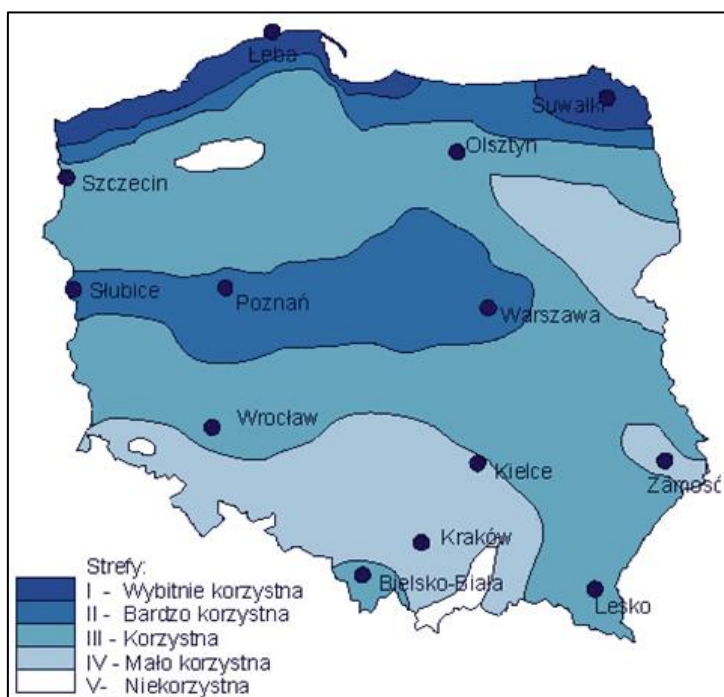 Łeba
Suwałki
Olsztyn
Szczecin
Słubice
Poznań
Warszawa
Wrocław
Kielce
Zamość
Kraków
Bielsko-Biała
Lesko
Strefy:
I - Wybitnie korzystna
II - Bardzo korzystna
III - Korzystna
IV - Mało korzystna
V- Niekorzystna